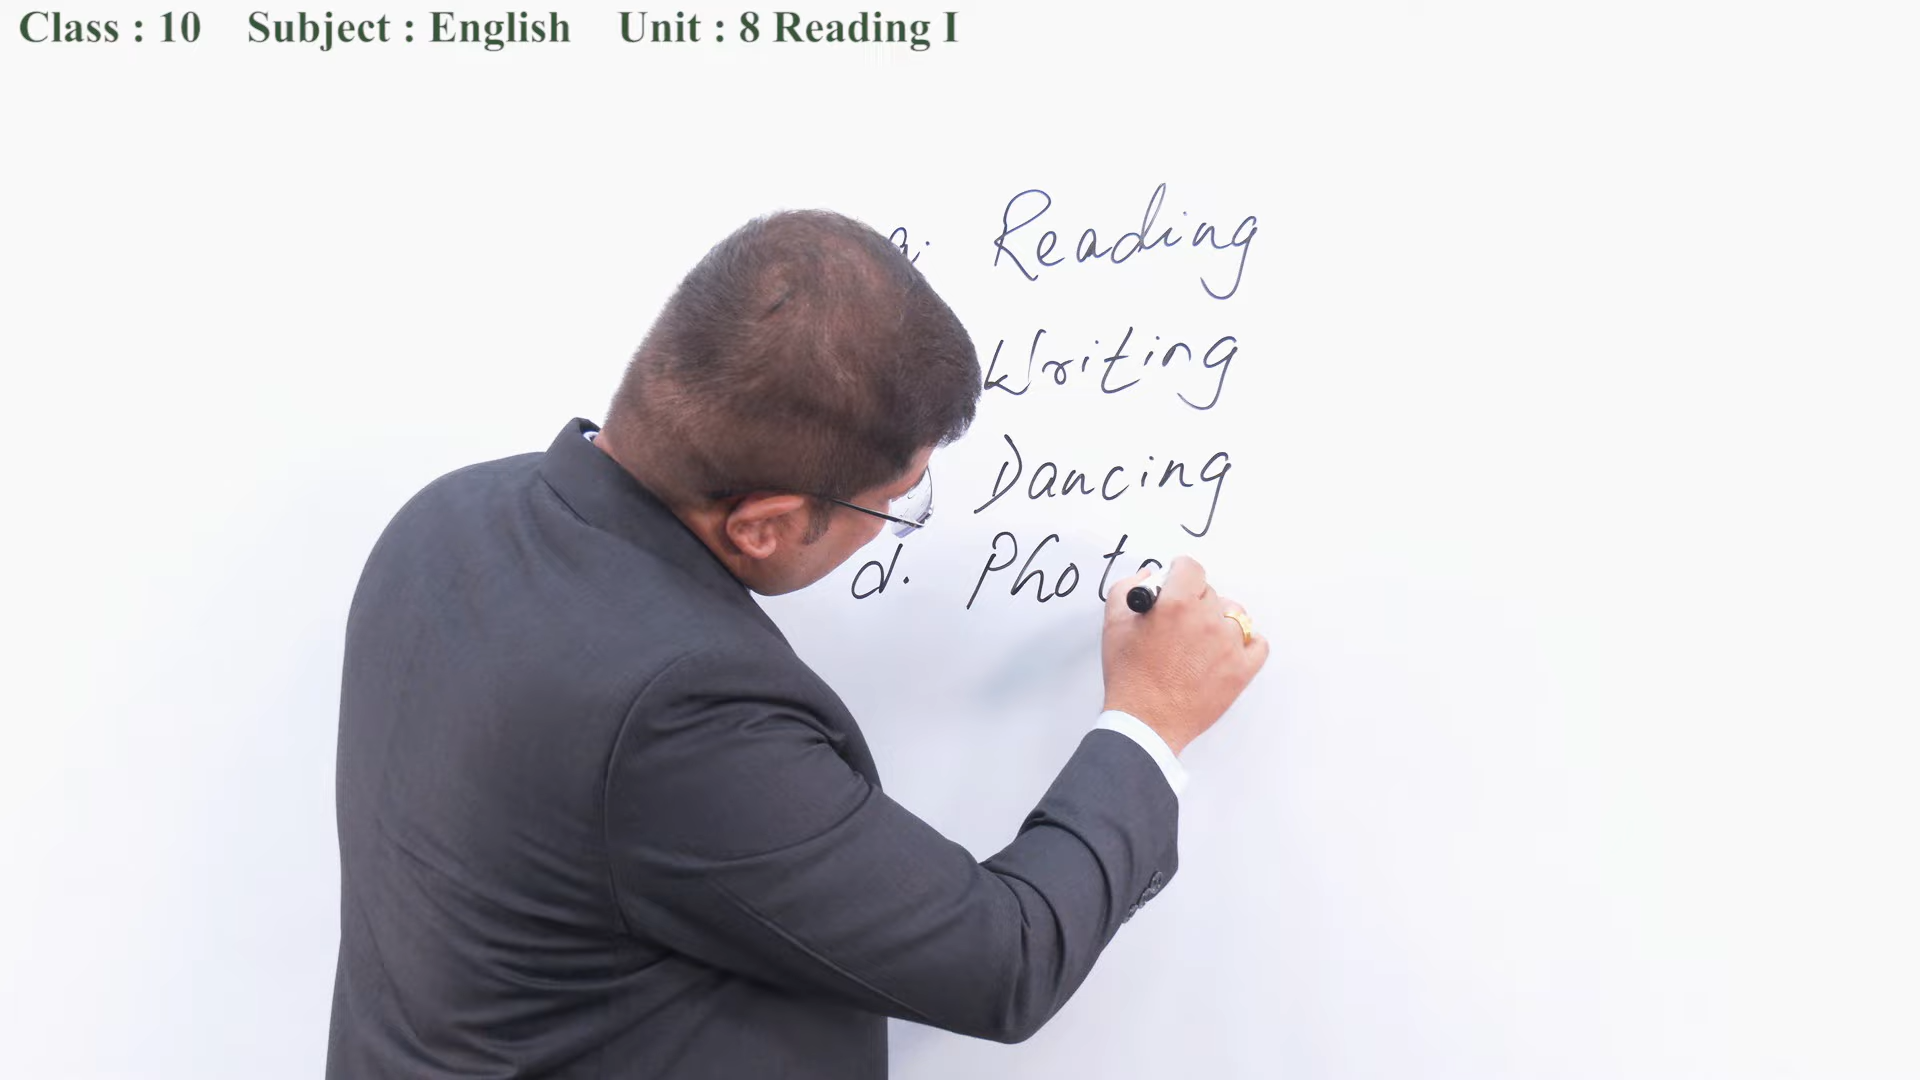 Class : 10 Subject : English Unit : 8 Reading I
a. Reading
Writing
Dancing
d. Photo